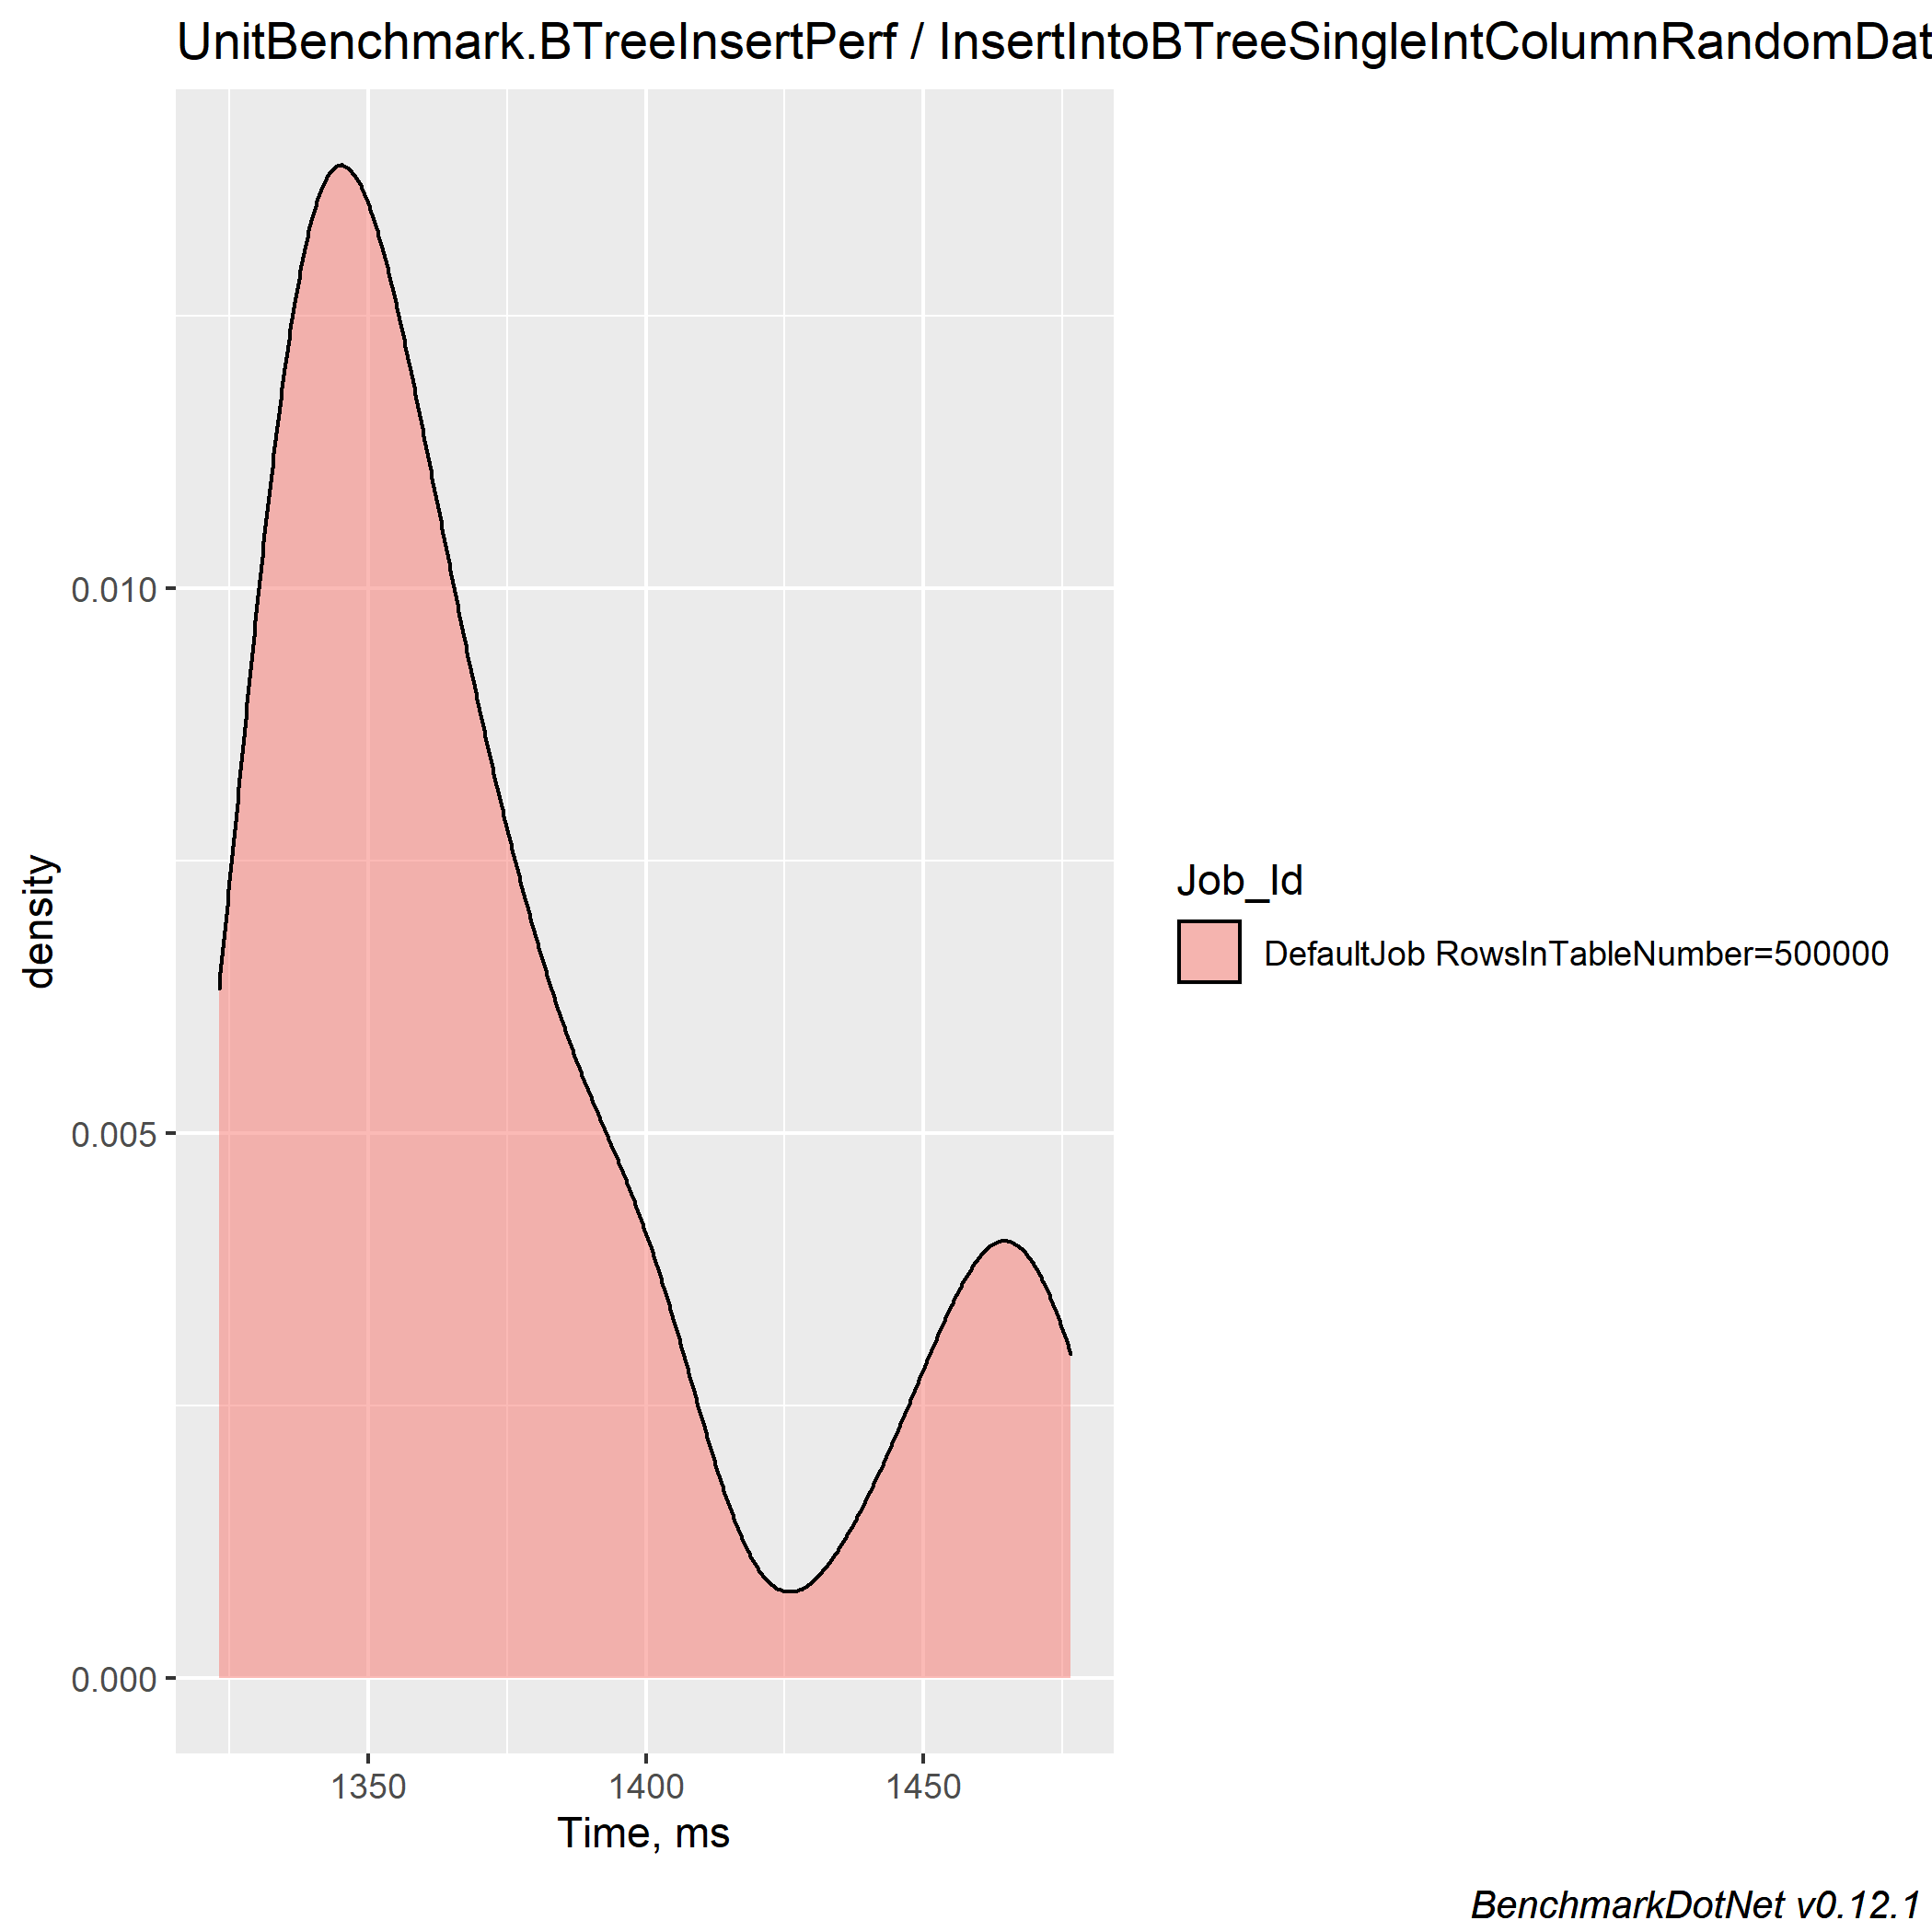 UnitBenchmark.BTreeInsertPerf / InsertIntoBTreeSingleIntColumnRandomDat
0.010
0.005
0.000
density
1350 1400 1450
Time, ms
Job_Id
DefaultJob RowsInTableNumber=500000
BenchmarkDotNet v0.12.1